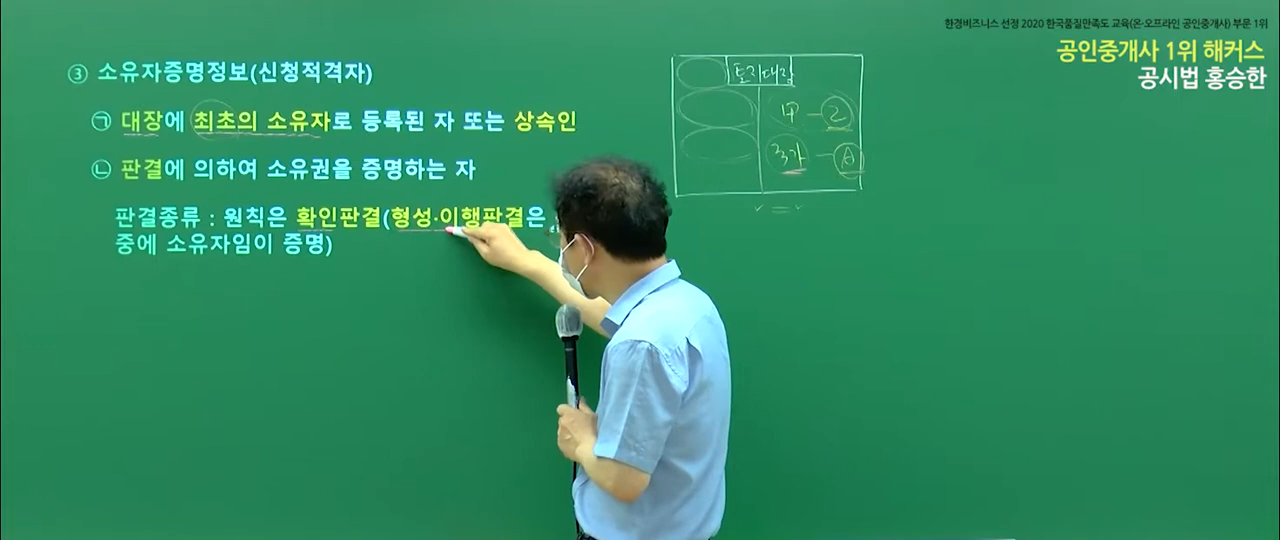 한경비즈니스 선정 2020 한국품질만족도 교육(온·오프라인 공인중개사) 부문 1위
공인중개사 1위 해커스
공시법 홍승한
③ 소유자증명정보(신청적격자)
㉠ 대장에 최초의 소유자로 등록된 자 또는 상속인
㉡ 판결에 의하여 소유권을 증명하는 자
판결종류 : 원칙은 확인판결(형성·이행판결은
중에 소유자임이 증명)
토지대장
甲 - 乙
국가 - A